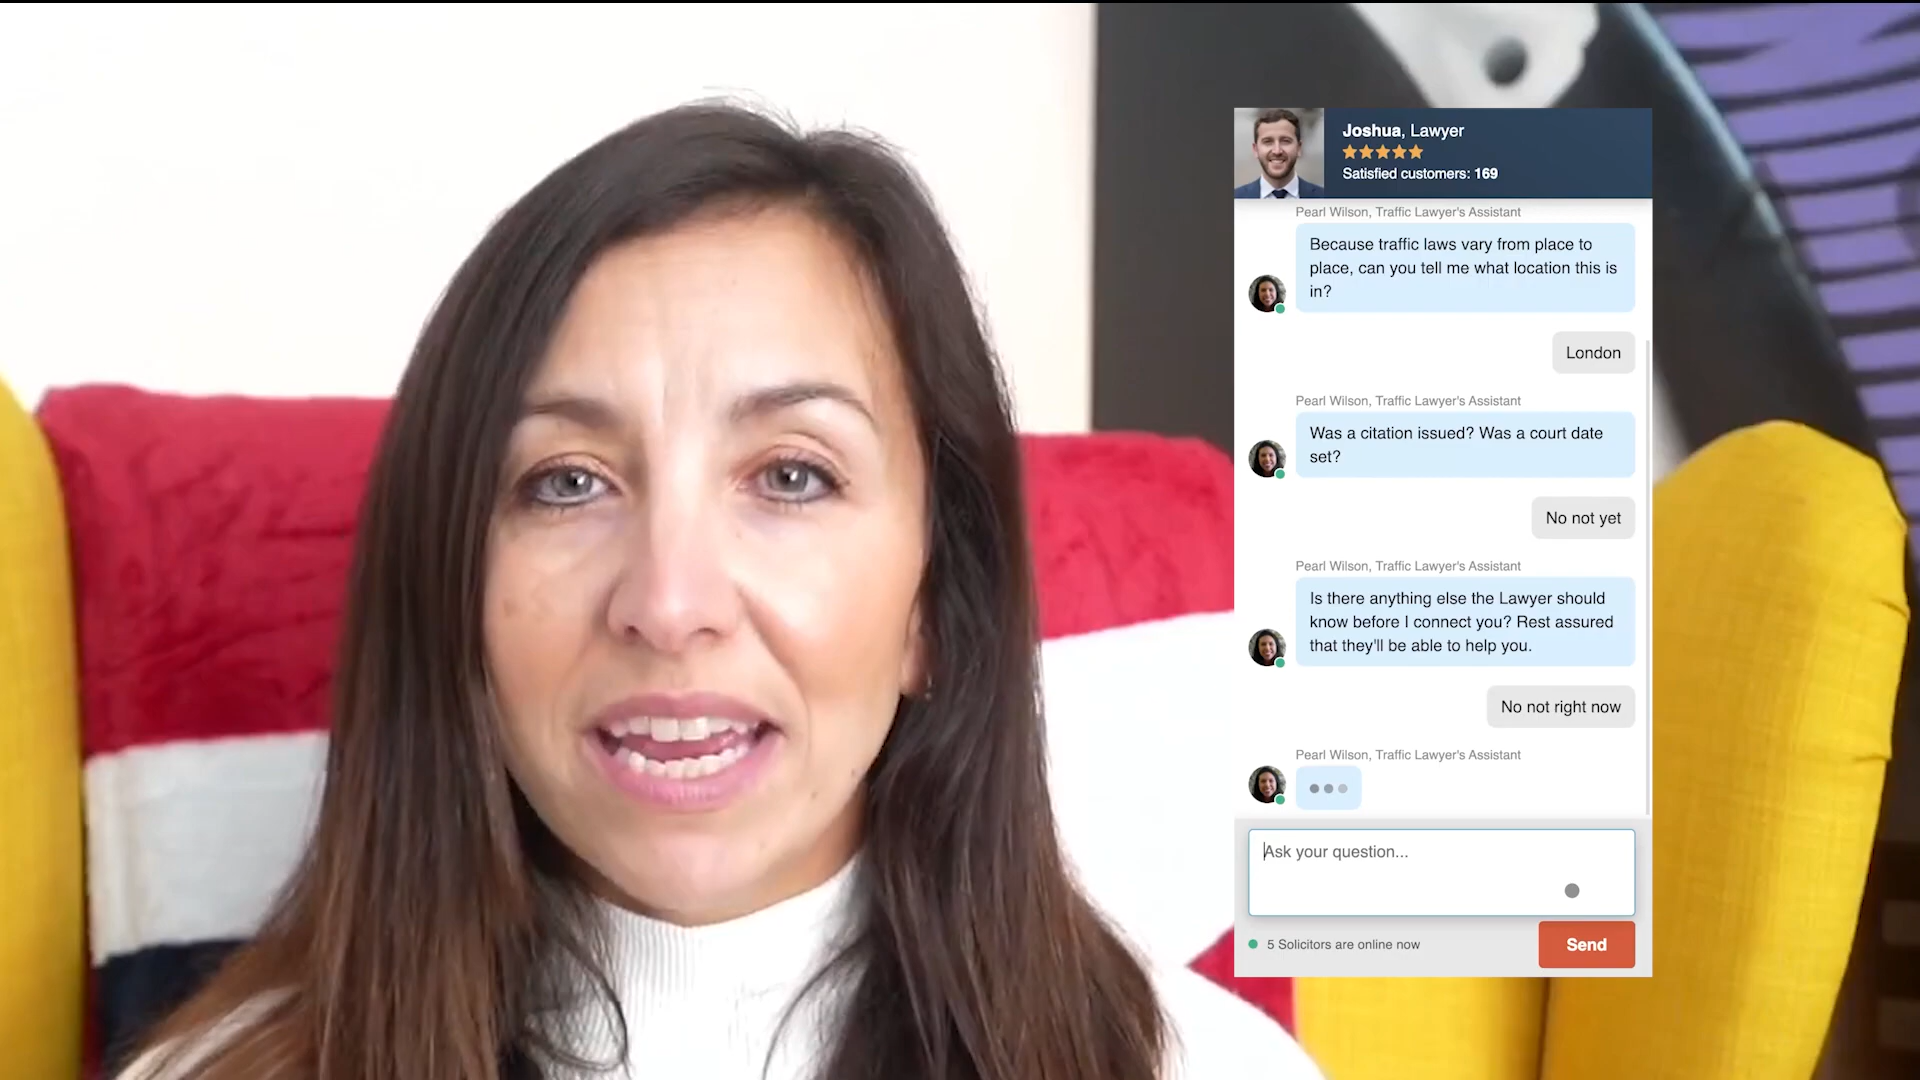 Joshua, Lawyer
Satisfied customers: 169
Pearl Wilson, Traffic Lawyer's Assistant
Because traffic laws vary from place to
place, can you tell me what location this is
in?
London
Pearl Wilson, Traffic Lawyer's Assistant
Was a citation issued? Was a court date
set?
No not yet
Pearl Wilson, Traffic Lawyer's Assistant
Is there anything else the Lawyer should
know before I connect you? Rest assured
that they'll be able to help you.
No not right now
Pearl Wilson, Traffic Lawyer's Assistant
Ask your question...
5 Solicitors are online now
Send